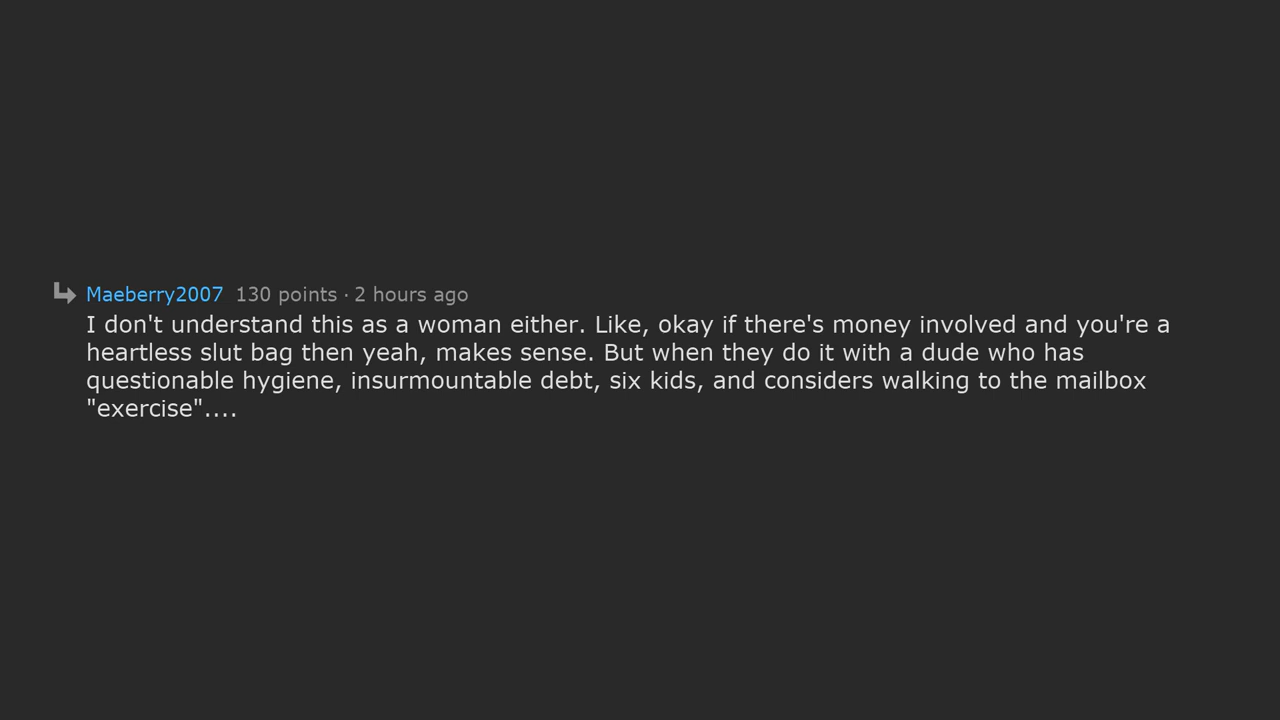 Maeberry2007 130 points · 2 hours ago
I don't understand this as a woman either. Like, okay if there's money involved and you're a
heartless slut bag then yeah, makes sense. But when they do it with a dude who has
questionable hygiene, insurmountable debt, six kids, and considers walking to the mailbox
"exercise"....